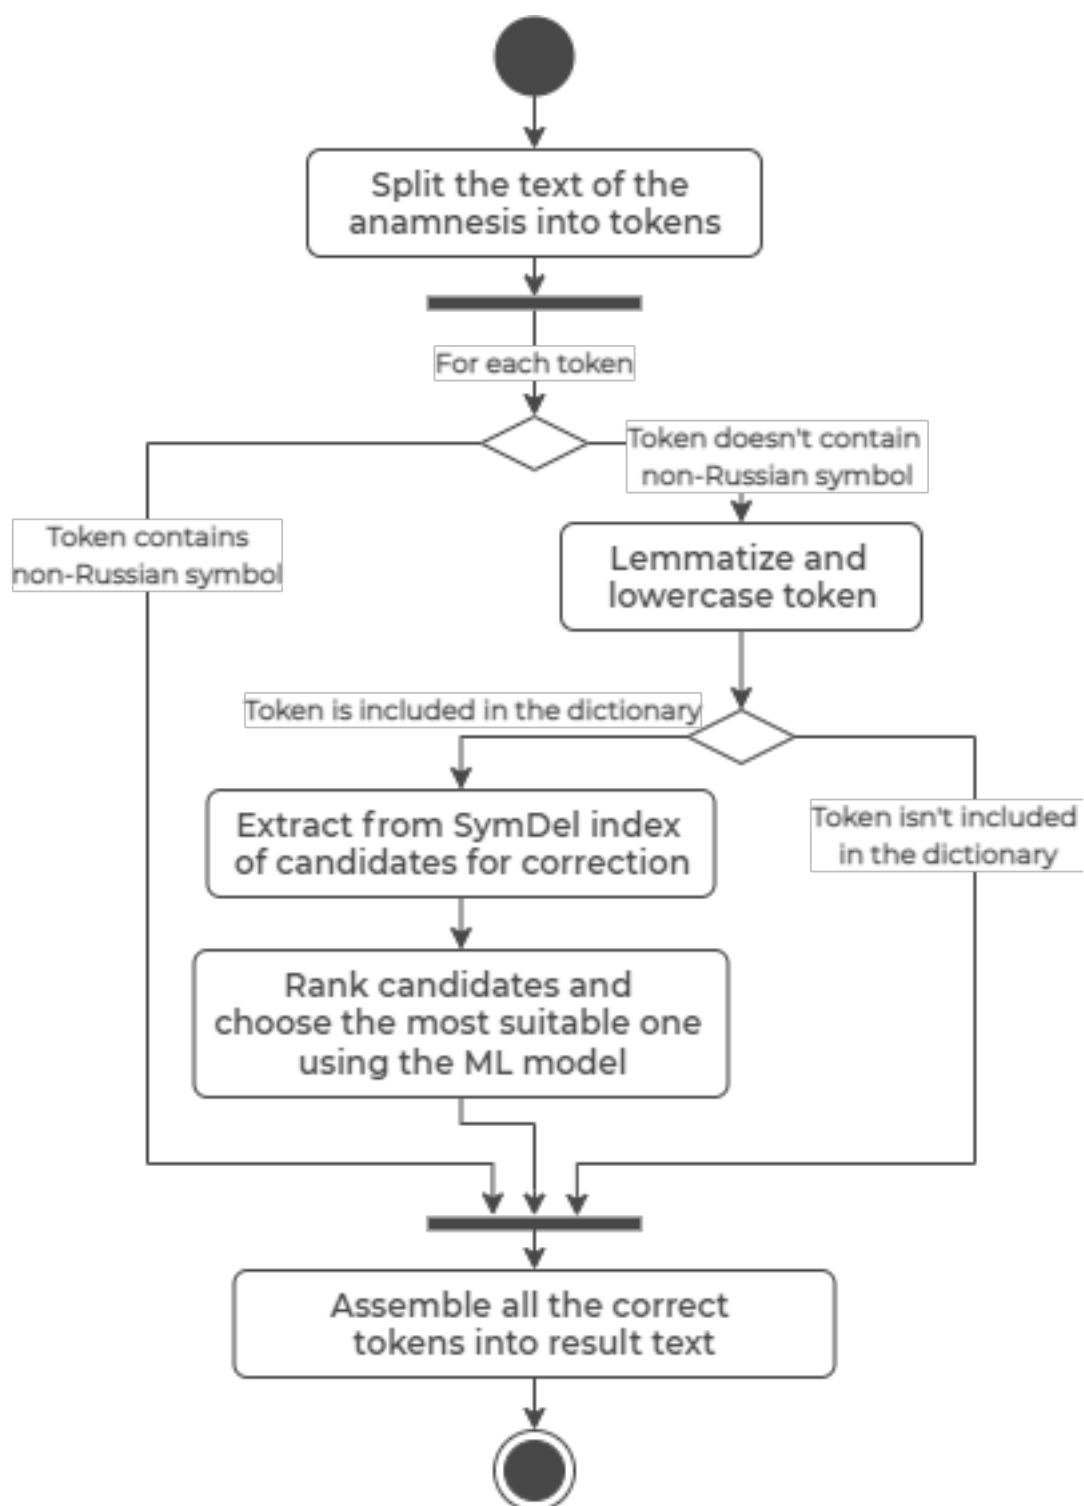 Split the text of the
anamnesis into tokens
For each token
Token doesn't contain
non-Russian symbol
Token contains
non-Russian symbol
Lemmatize and
lowercase token
Token is included in the dictionary
Token isn't included
in the dictionary
Extract from SymDel index
of candidates for correction
Rank candidates and
choose the most suitable one
using the ML model
Assemble all the correct
tokens into result text